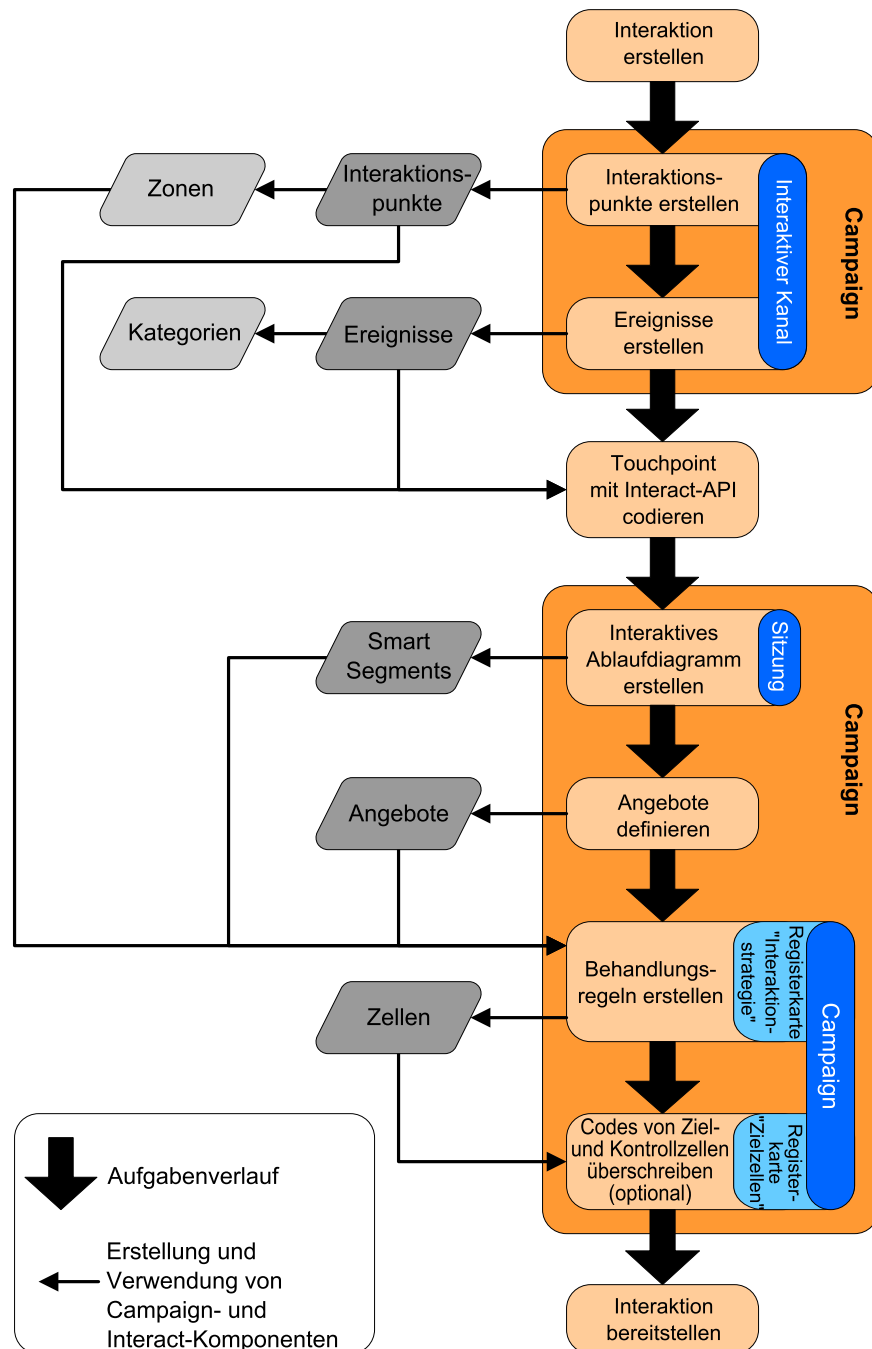 Interaktion
erstellen
Zonen
Interaktions-
punkte
Interaktions-
punkte erstellen
Interaktiver Kanal
Campaign
Kategorien
Ereignisse
Ereignisse
erstellen
Touchpoint
mit Interact-API
codieren
Smart
Segments
Interaktives
Ablaufdiagramm
erstellen
Sitzung
Campaign
Angebote
Angebote
definieren
Behandlungs-
regeln erstellen
Registerkarte
"Interaktion-
strategie"
Campaign
Zellen
Codes von Ziel-
und Kontrollzellen
überschreiben
(optional)
Register-
karte
"Zielzellen"
Aufgabenverlauf
Erstellung und
Verwendung von
Campaign- und
Interact-Komponenten
Interaktion
bereitstellen